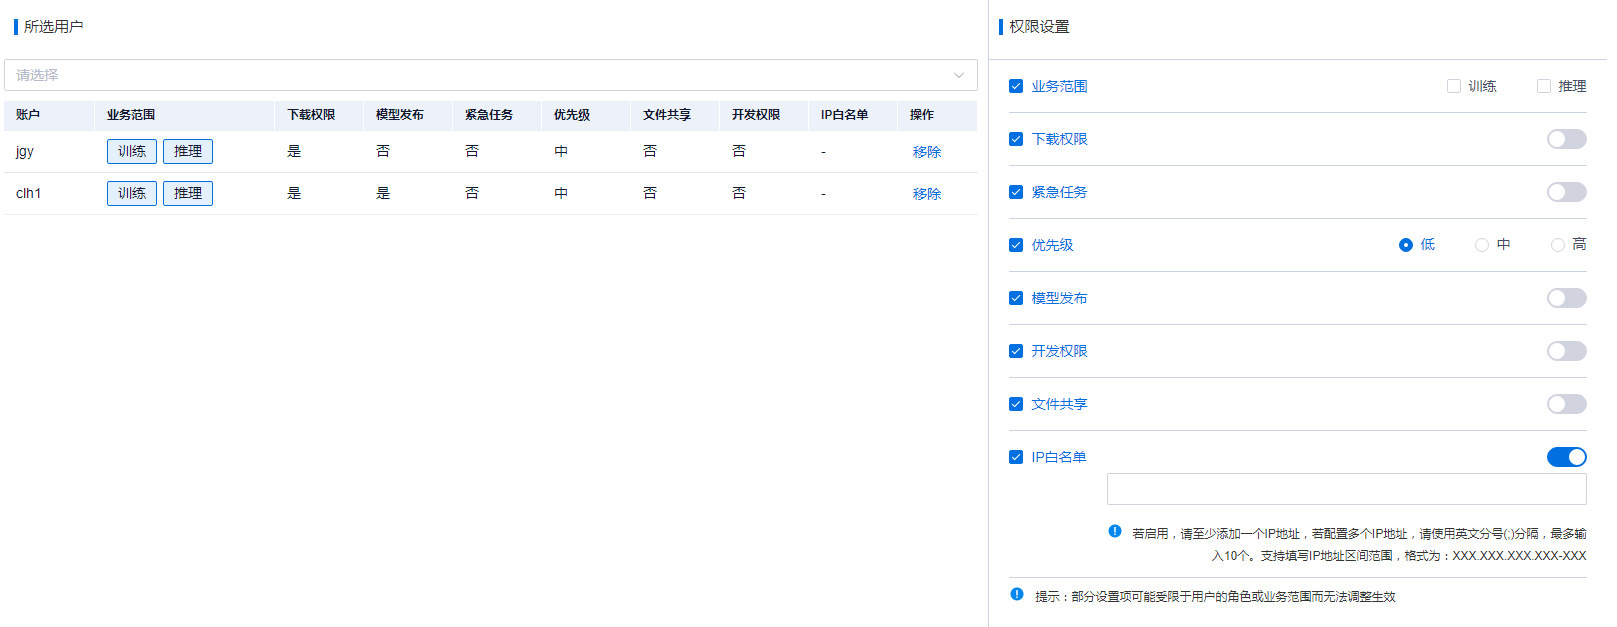 所选用户
请选择
账户 业务范围 下载权限 模型发布 紧急任务 优先级 文件共享 开发权限 IP白名单 操作
jgy 训练 推理 是 否 否 中 否 否 - 移除
clh1 训练 推理 是 是 否 中 否 否 - 移除
权限设置
业务范围 训练 推理
下载权限
紧急任务
优先级 低 中 高
模型发布
开发权限
文件共享
IP白名单
若启用，请至少添加一个IP地址，若配置多个IP地址，请使用英文分号(;)分隔，最多输
入10个。支持填写IP地址区间范围，格式为：XXX.XXX.XXX.XXX-XXX
提示：部分设置项可能受限于用户的角色或业务范围而无法调整生效